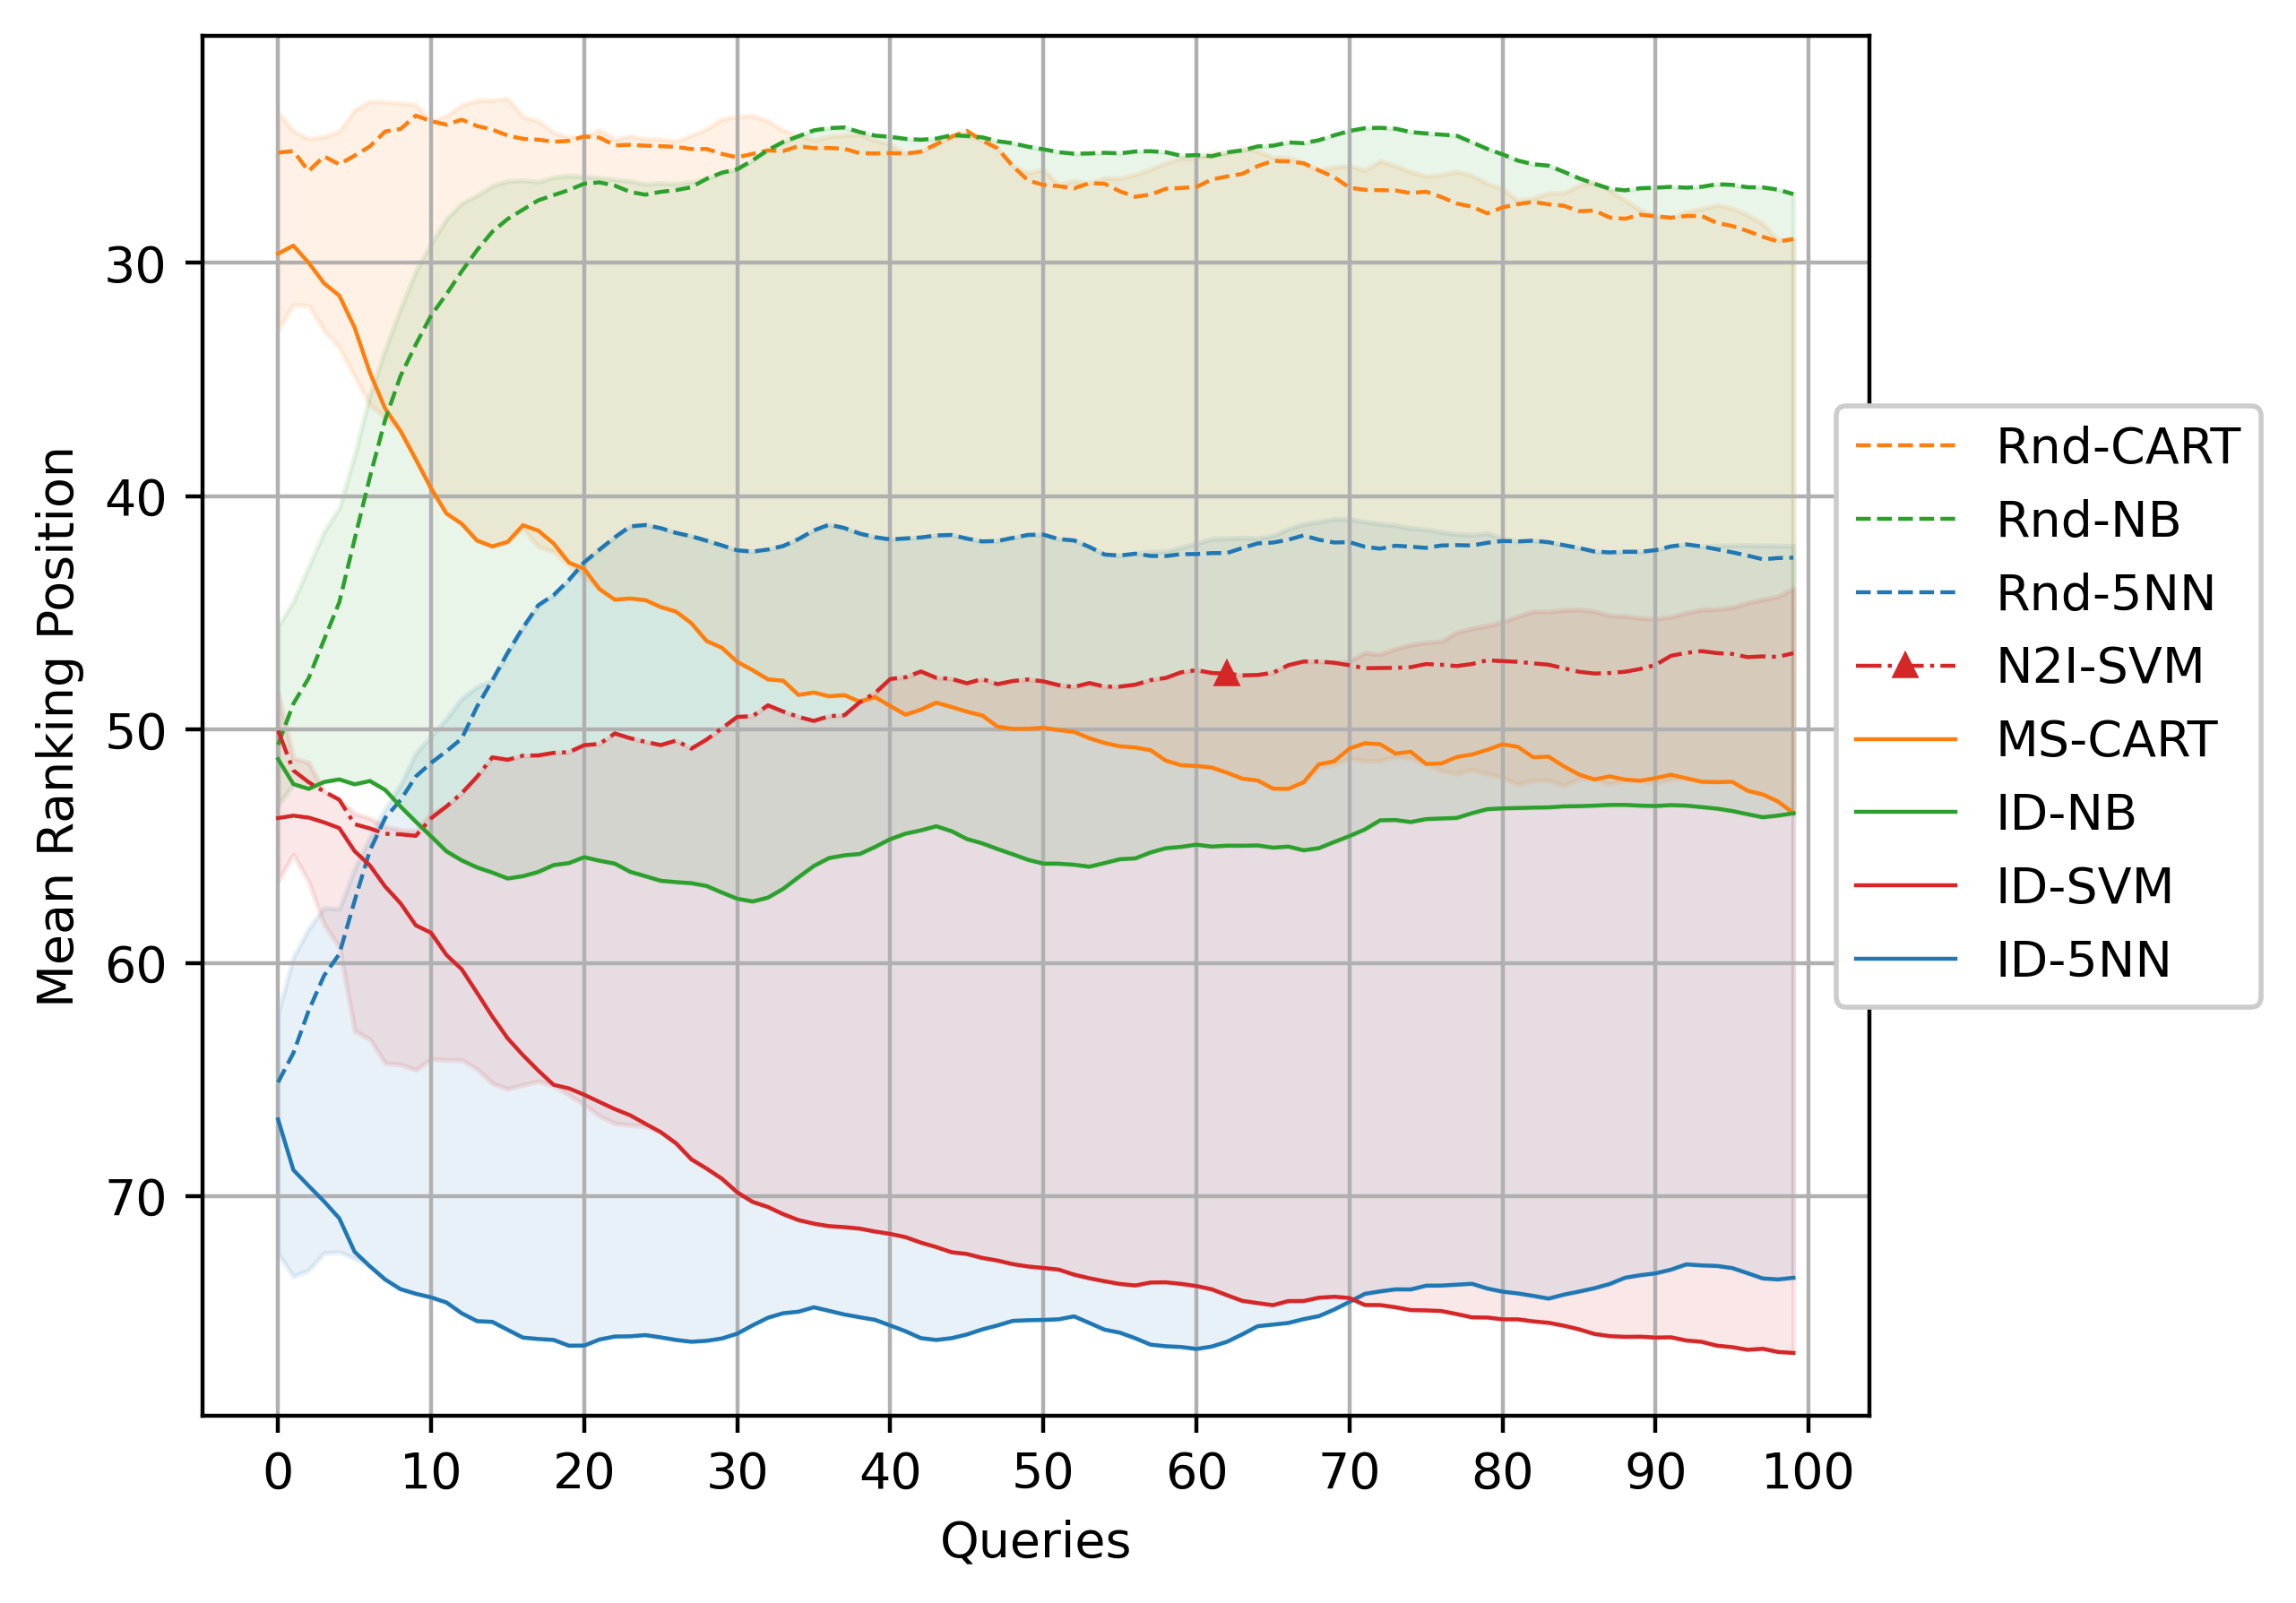 Mean Ranking Position
30
40
50
60
70
0 10 20 30 40 50 60 70 80 90 100
Queries
Rnd-CART
Rnd-NB
Rnd-5NN
N2I-SVM
MS-CART
ID-NB
ID-SVM
ID-5NN